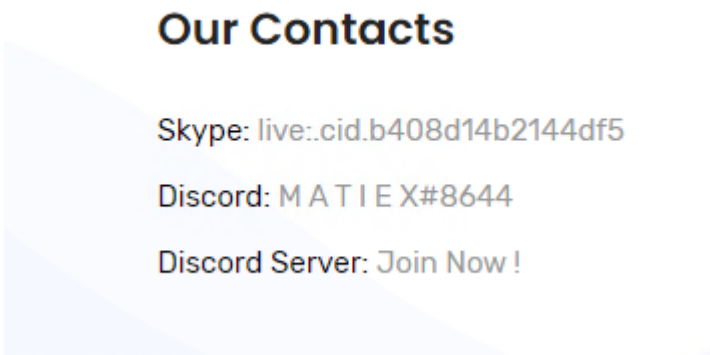 Our Contacts
Skype: live:.cid.b408d14b2144df5
Discord: M A T I E X#8644
Discord Server: Join Now !